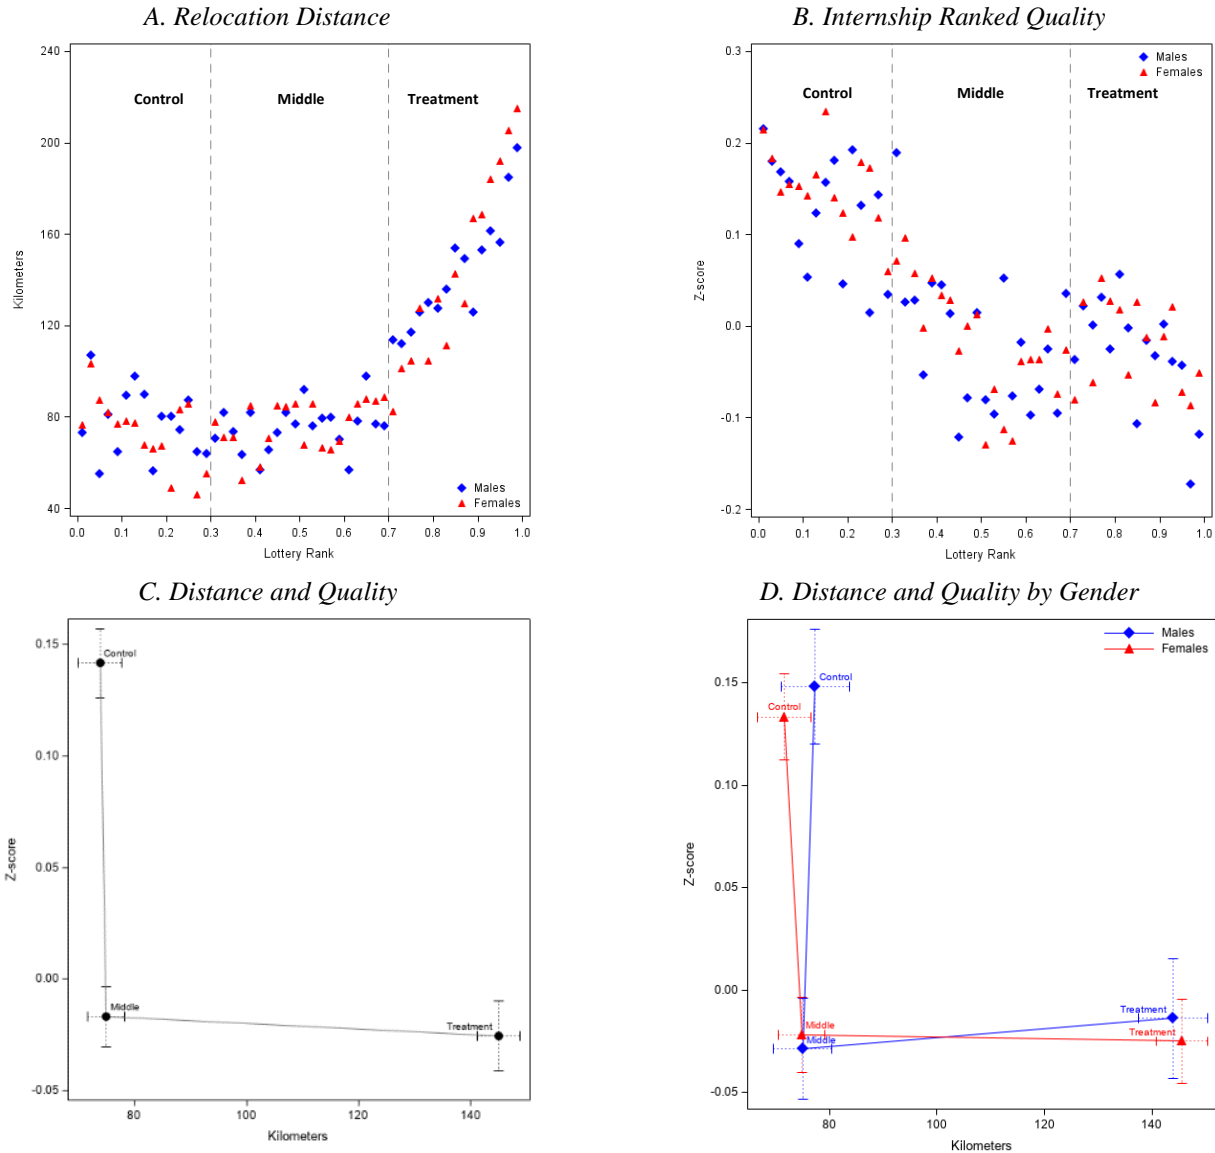 A. Relocation Distance
240
200
160
120
80
40
Kilometers
Control
Middle
Treatment
Males
Females
0.0 0.1 0.2 0.3 0.4 0.5 0.6 0.7 0.8 0.9 1.0
Lottery Rank
B. Internship Ranked Quality
0.3
0.2
0.1
0.0
-0.1
-0.2
Z-score
Males
Females
Control
Middle
Treatment
0.0 0.1 0.2 0.3 0.4 0.5 0.6 0.7 0.8 0.9 1.0
Lottery Rank
C. Distance and Quality
0.15
0.10
0.05
0.00
-0.05
Z-score
Control
Middle
Treatment
80 100 120 140
Kilometers
D. Distance and Quality by Gender
Males
Females
0.15
0.10
0.05
0.00
-0.05
Z-score
Control
Control
Middle
Middle
Treatment
Treatment
80 100 120 140
Kilometers